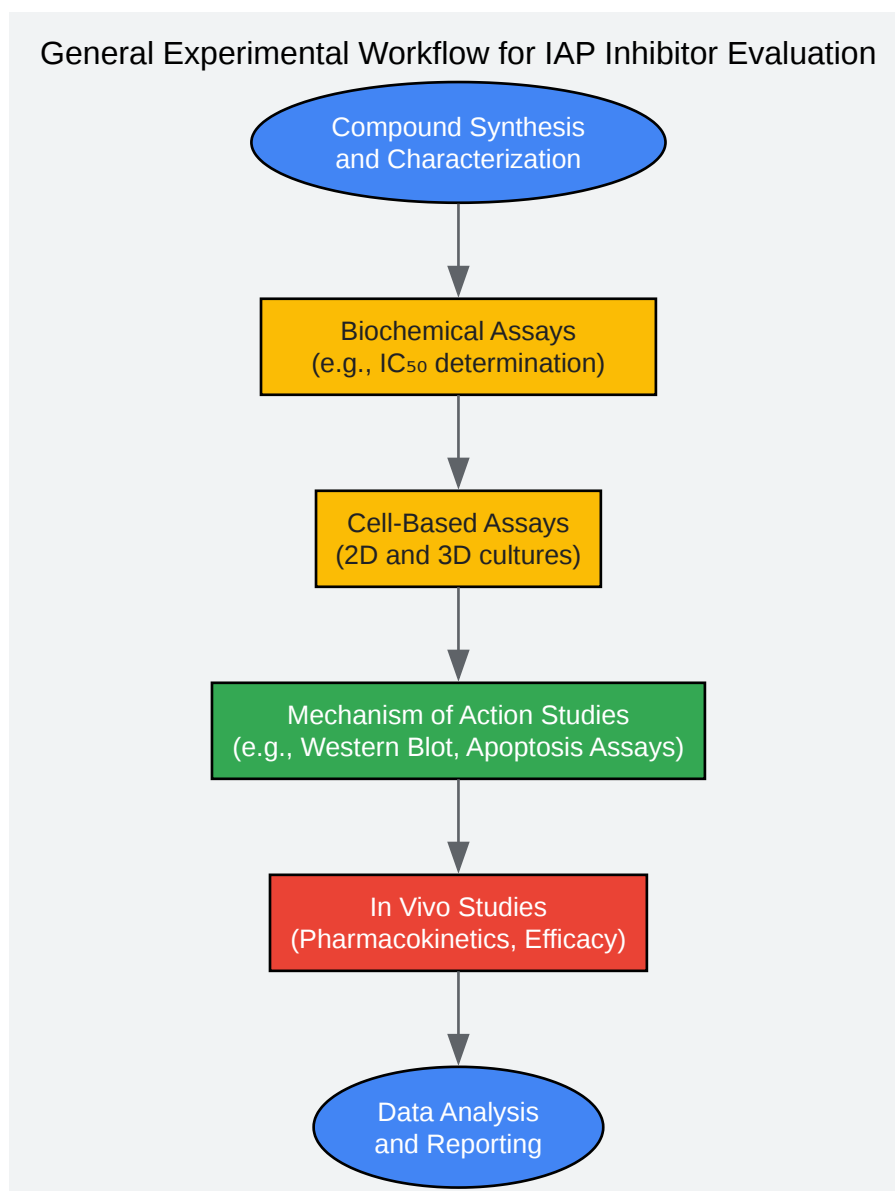 General Experimental Workflow for IAP Inhibitor Evaluation
Compound Synthesis
and Characterization
Biochemical Assays
(e.g., IC₅₀ determination)
Cell-Based Assays
(2D and 3D cultures)
Mechanism of Action Studies
(e.g., Western Blot, Apoptosis Assays)
In Vivo Studies
(Pharmacokinetics, Efficacy)
Data Analysis
and Reporting